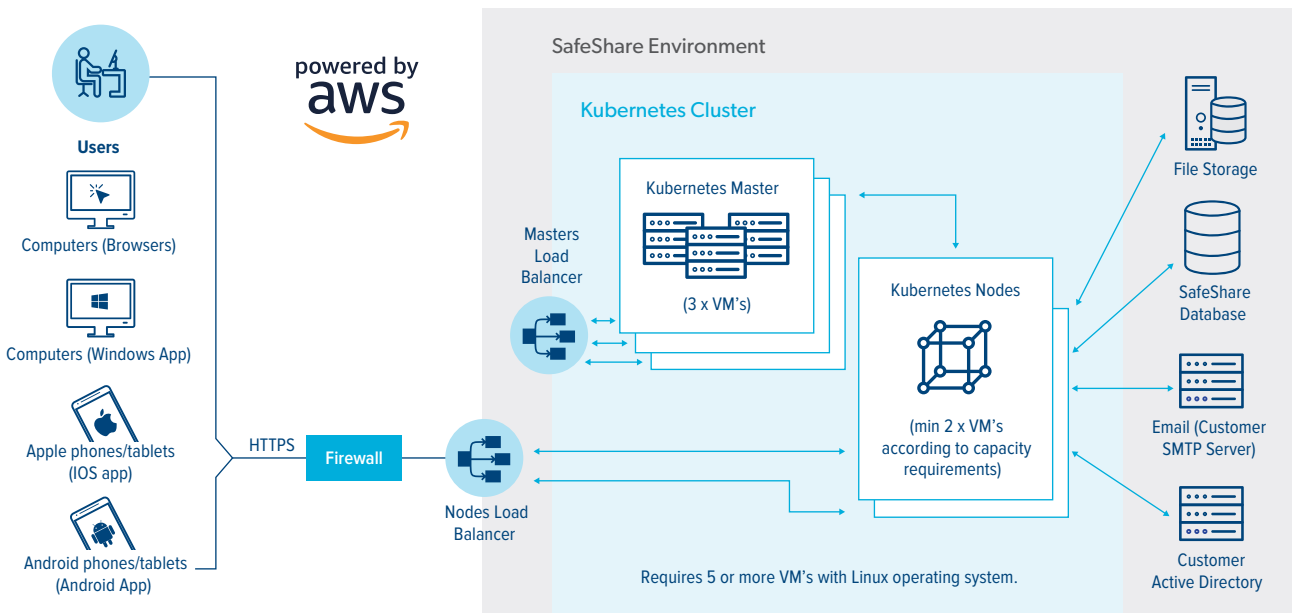 SafeShare Environment
powered by
aws
Kubernetes Cluster
Users
Computers (Browsers)
Computers (Windows App)
Apple phones/tablets
(IOS app)
Android phones/tablets
(Android App)
HTTPS
Firewall
Nodes Load
Balancer
Masters
Load
Balancer
Kubernetes Master
(3 x VM's)
Kubernetes Nodes
(min 2 x VM's
according to capacity
requirements)
Requires 5 or more VM's with Linux operating system.
File Storage
SafeShare
Database
Email (Customer
SMTP Server)
Customer
Active Directory